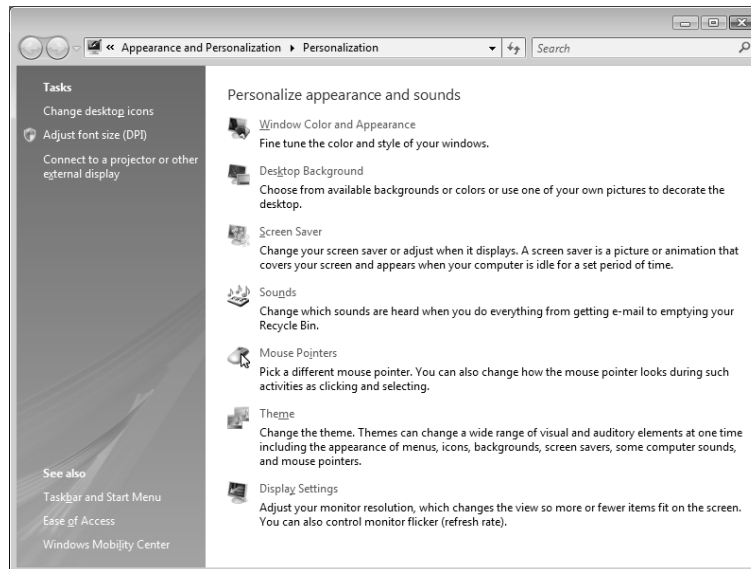 « Appearance and Personalization ▸ Personalization
Search
Tasks
Change desktop icons
Adjust font size (DPI)
Connect to a projector or other
external display
See also
Taskbar and Start Menu
Ease of Access
Windows Mobility Center
Personalize appearance and sounds
Window Color and Appearance
Fine tune the color and style of your windows.
Desktop Background
Choose from available backgrounds or colors or use one of your own pictures to decorate the
desktop.
Screen Saver
Change your screen saver or adjust when it displays. A screen saver is a picture or animation that
covers your screen and appears when your computer is idle for a set period of time.
Sounds
Change which sounds are heard when you do everything from getting e-mail to emptying your
Recycle Bin.
Mouse Pointers
Pick a different mouse pointer. You can also change how the mouse pointer looks during such
activities as clicking and selecting.
Theme
Change the theme. Themes can change a wide range of visual and auditory elements at one time
including the appearance of menus, icons, backgrounds, screen savers, some computer sounds,
and mouse pointers.
Display Settings
Adjust your monitor resolution, which changes the view so more or fewer items fit on the screen.
You can also control monitor flicker (refresh rate).